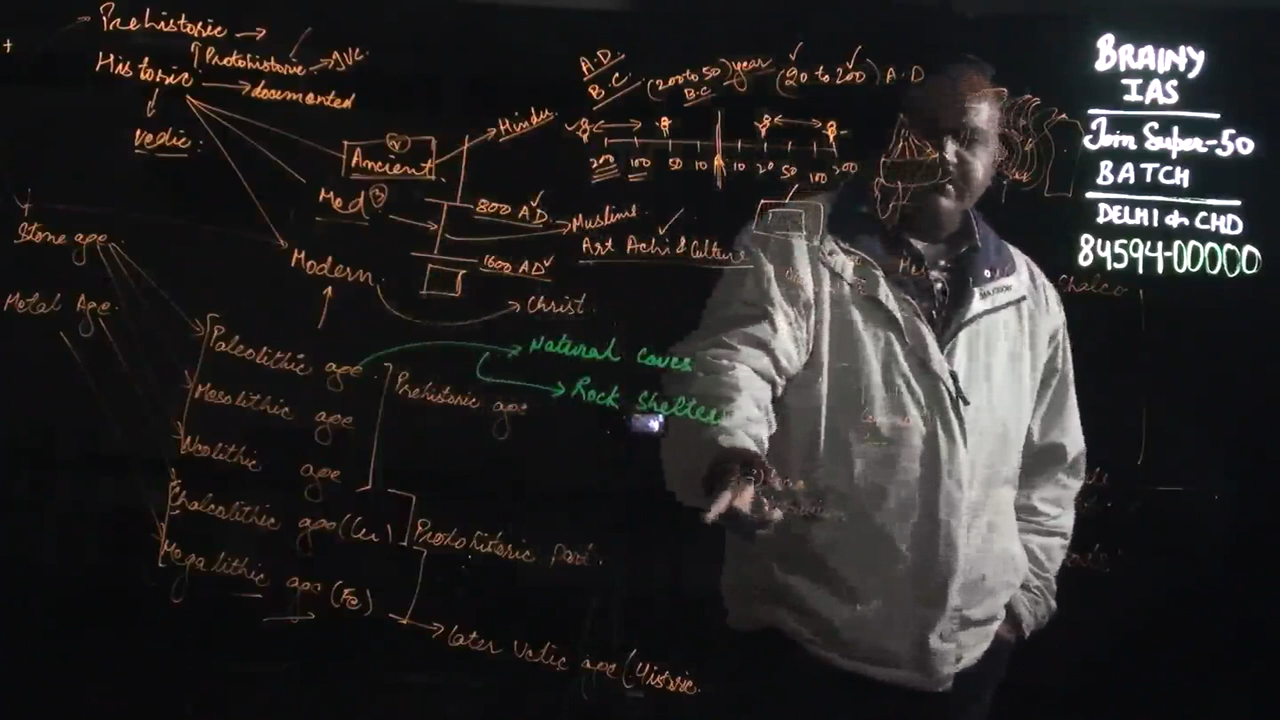 Prehistoric
Protohistoric → IVC.
Historic → documented
Vedic.
Ancient → Hindu
Med
Modern.
800 AD
Muslims.
Art Achi & Culture
1600 AD
Christ.
A.D.
B.C. (200 to 50) year (20 to 200) A.D
B.C
200 100 50 10 10 20 50 100 200
BRAINY
IAS
Join Super-50
BATCH
DELHI & CHD
84594-00000
Stone age
Metal Age.
Paleolithic age
Mesolithic age
Neolithic age
Prehistoric age
Chalcolithic age (Cu)
Megalithic age (Fe)
Protohistoric part.
Later Vedic age (Historic.
Natural caves
Rock Shelters
Chalco